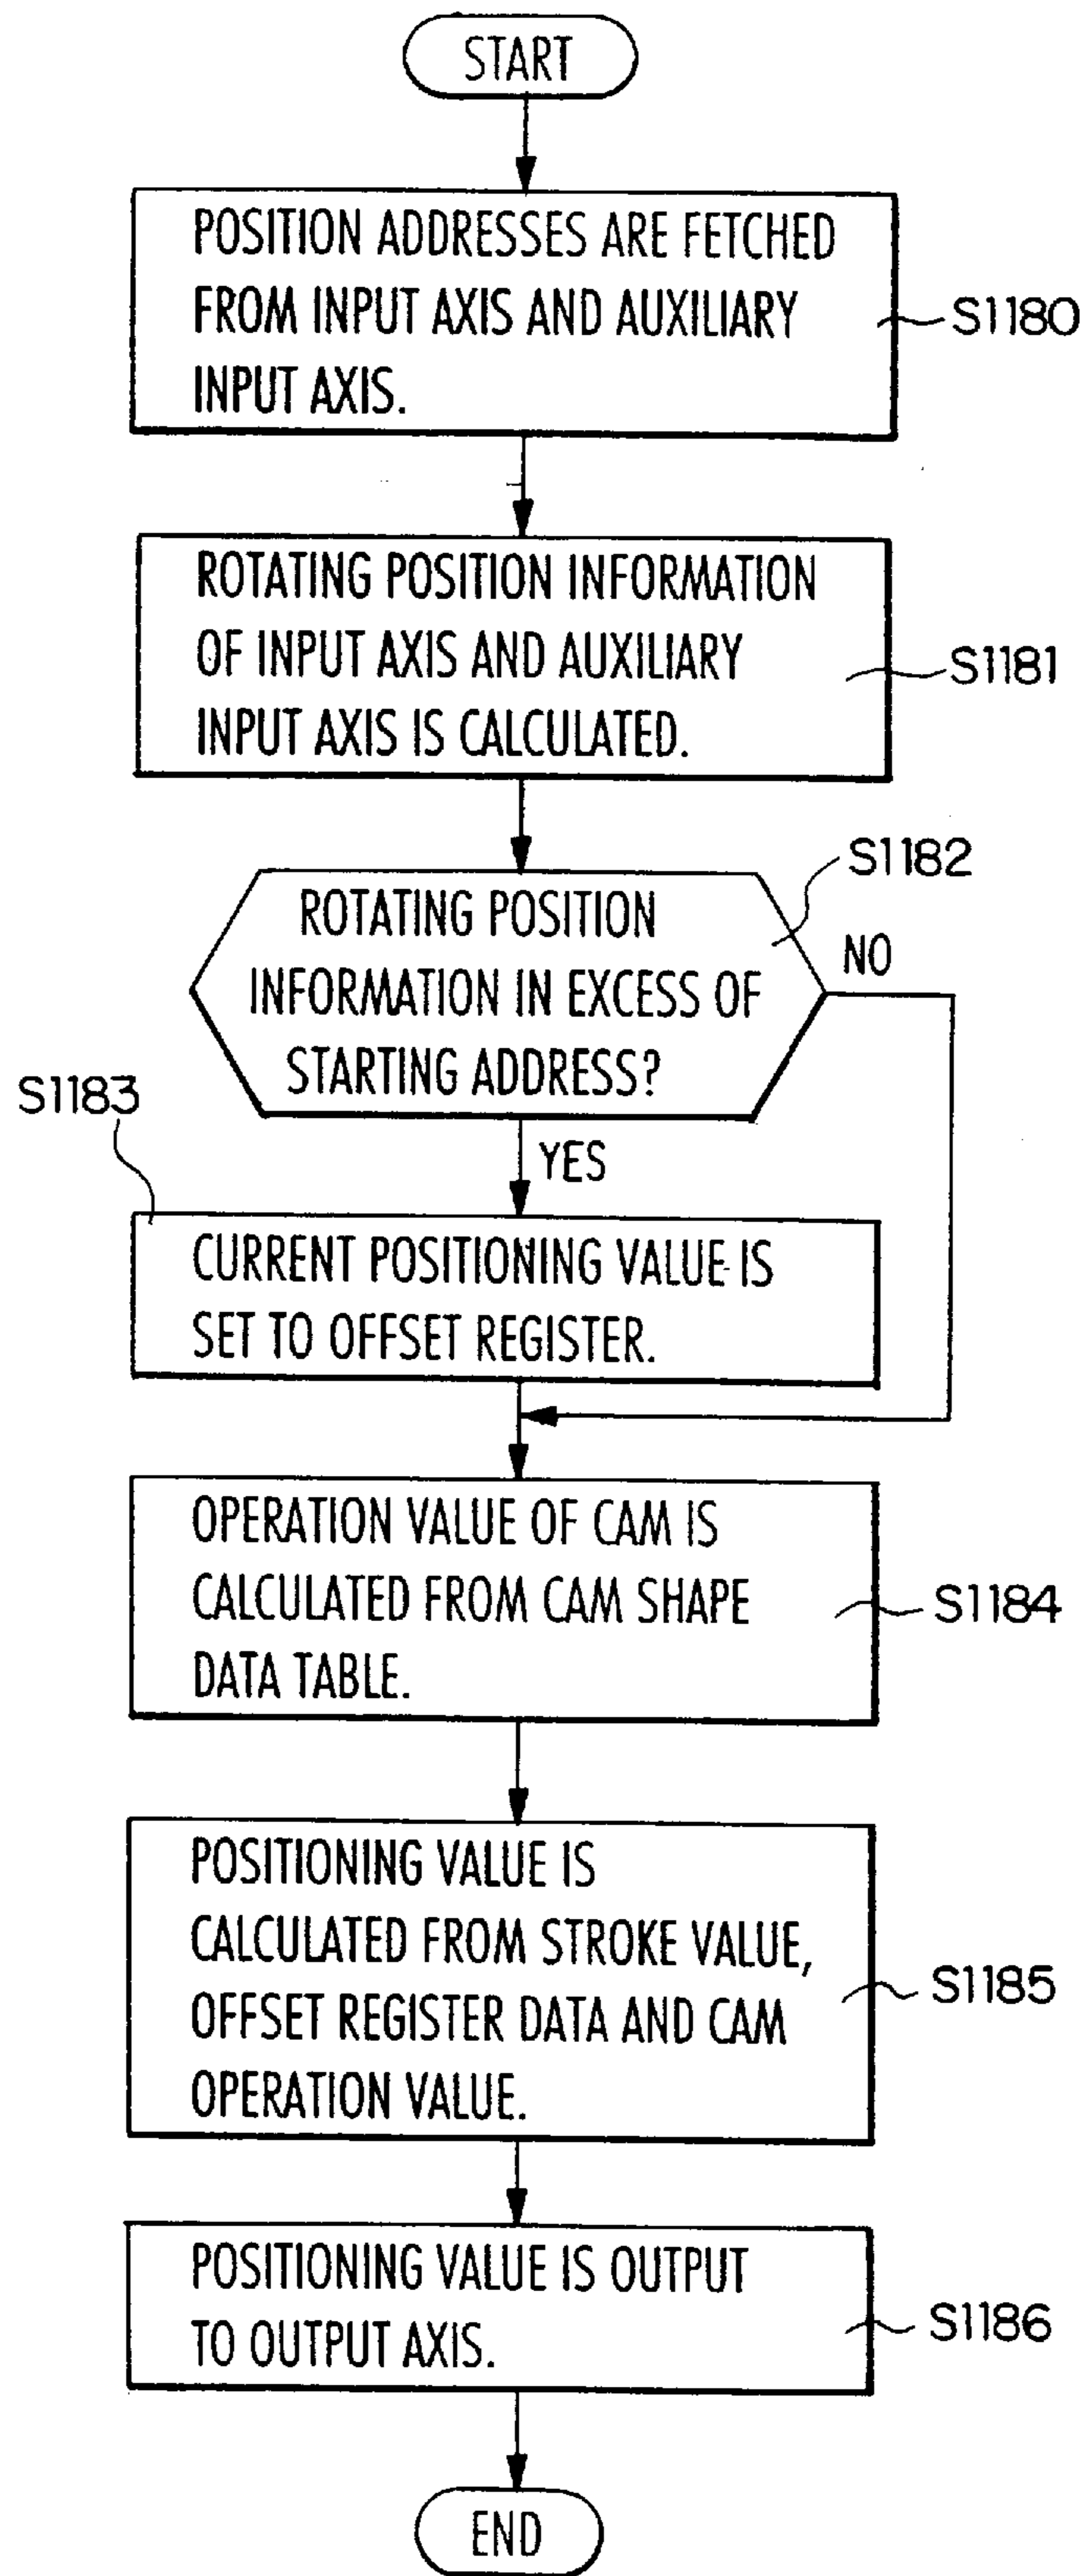 START
POSITION ADDRESSES ARE FETCHED
FROM INPUT AXIS AND AUXILIARY
INPUT AXIS.
S1180
ROTATING POSITION INFORMATION
OF INPUT AXIS AND AUXILIARY
INPUT AXIS IS CALCULATED.
S1181
S1182
ROTATING POSITION
INFORMATION IN EXCESS OF
STARTING ADDRESS?
NO
S1183
YES
CURRENT POSITIONING VALUE IS
SET TO OFFSET REGISTER.
OPERATION VALUE OF CAM IS
CALCULATED FROM CAM SHAPE
DATA TABLE.
S1184
POSITIONING VALUE IS
CALCULATED FROM STROKE VALUE,
OFFSET REGISTER DATA AND CAM
OPERATION VALUE.
S1185
POSITIONING VALUE IS OUTPUT
TO OUTPUT AXIS.
S1186
END